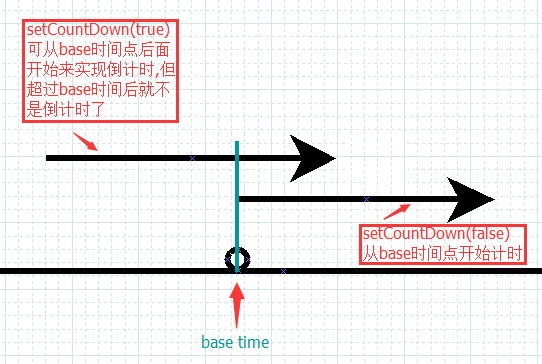 setCountDown(true)
可从base时间点后面
开始来实现倒计时,但
超过base时间后就不
是倒计时了
setCountDown(false)
从base时间点开始计时
base time